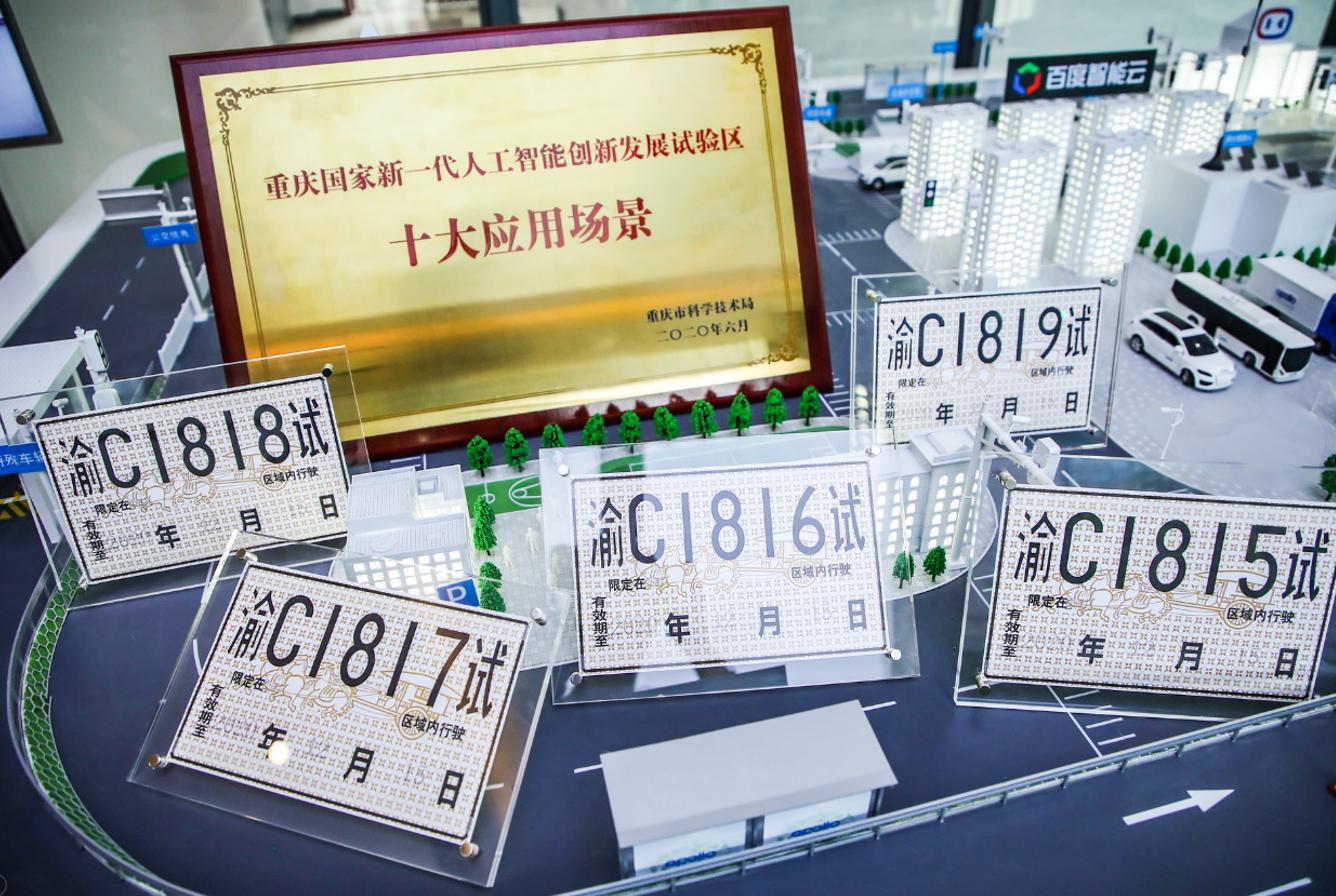 重庆国家新一代人工智能创新发展试验区
十大应用场景
重庆市科学技术局
二〇二〇年六月
百度智能云
公交优先
apollo
渝C1819试
限定在
区域内行驶
有效期至
年 月 日
渝C1818试
限定在
区域内行驶
有效期至
年 月 日
渝C1816试
限定在
区域内行驶
有效期至
年 月 日
渝C1815试
限定在
区域内行驶
有效期至
年 月 日
渝C1817试
限定在
区域内行驶
有效期至
年 月 日
P
apollo
apollo